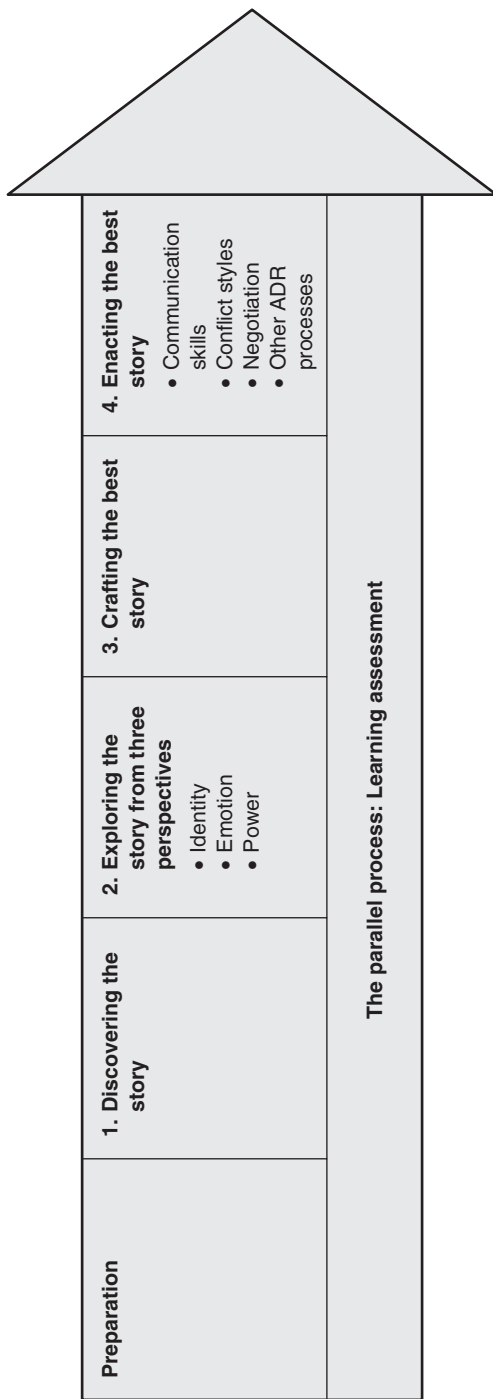 Preparation
1. Discovering the
story
2. Exploring the
story from three
perspectives
• Identity
• Emotion
• Power
3. Crafting the best
story
4. Enacting the best
story
• Communication
skills
• Conflict styles
• Negotiation
• Other ADR
processes
The parallel process: Learning assessment